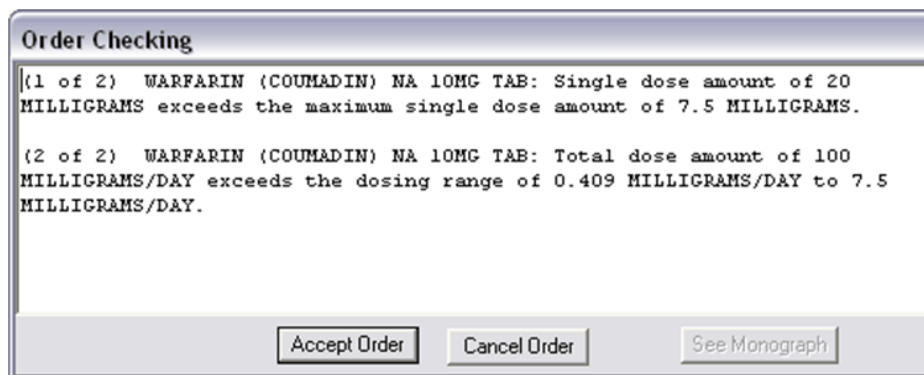 Order Checking
(1 of 2)  WARFARIN (COUMADIN) NA 10MG TAB: Single dose amount of 20
MILLIGRAMS exceeds the maximum single dose amount of 7.5 MILLIGRAMS.
(2 of 2)  WARFARIN (COUMADIN) NA 10MG TAB: Total dose amount of 100
MILLIGRAMS/DAY exceeds the dosing range of 0.409 MILLIGRAMS/DAY to 7.5
MILLIGRAMS/DAY.
Accept Order Cancel Order See Monograph